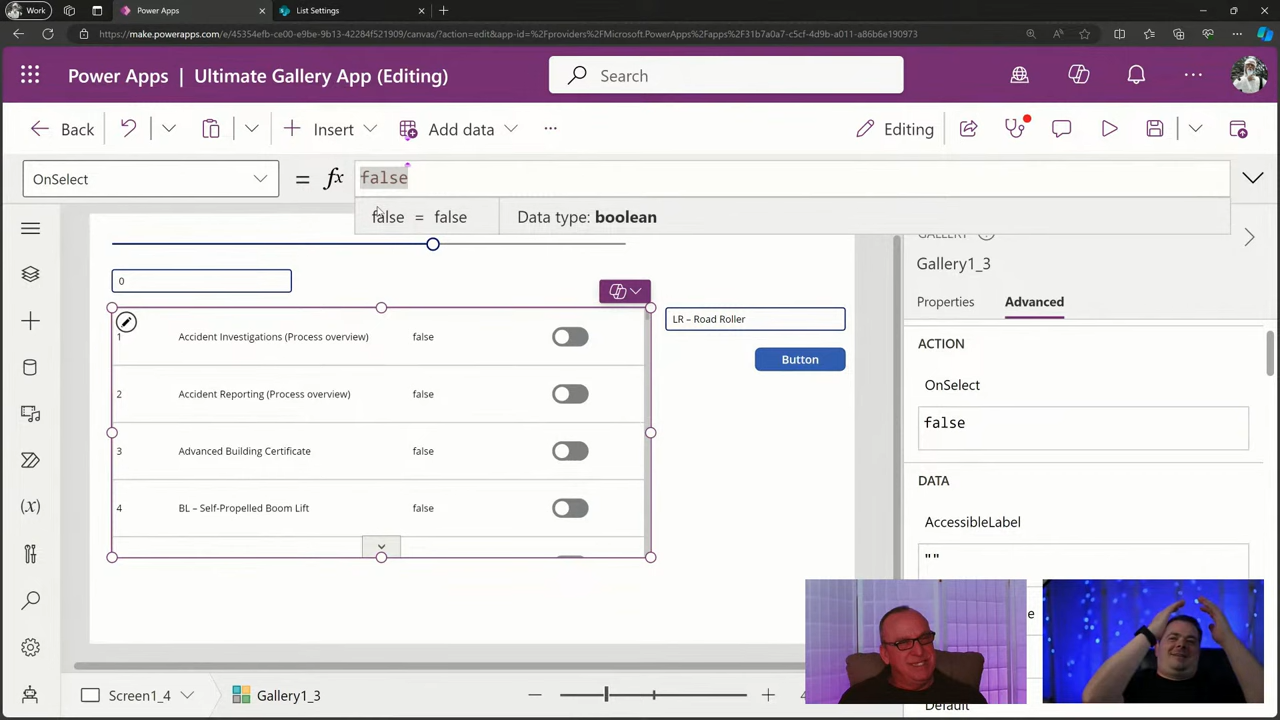 Work
Power Apps
List Settings
https://make.powerapps.com/e/45354efb-ce00-e9be-9b13-42284f521909/canvas/?action=edit&app-id=%2Fproviders%2FMicrosoft.PowerApps%2Fapps%2F31b7a0a7-c5cf-4d9b-a011-a86b6e190973
Power Apps | Ultimate Gallery App (Editing)
Search
Back
Insert
Add data
Editing
OnSelect
= fx
false
false = false
Data type: boolean
GALLERY
Gallery1_3
Properties
Advanced
0
1 Accident Investigations (Process overview) false
2 Accident Reporting (Process overview) false
3 Advanced Building Certificate false
4 BL – Self-Propelled Boom Lift false
LR – Road Roller
Button
ACTION
OnSelect
false
DATA
AccessibleLabel
""
Default
Screen1_4
Gallery1_3